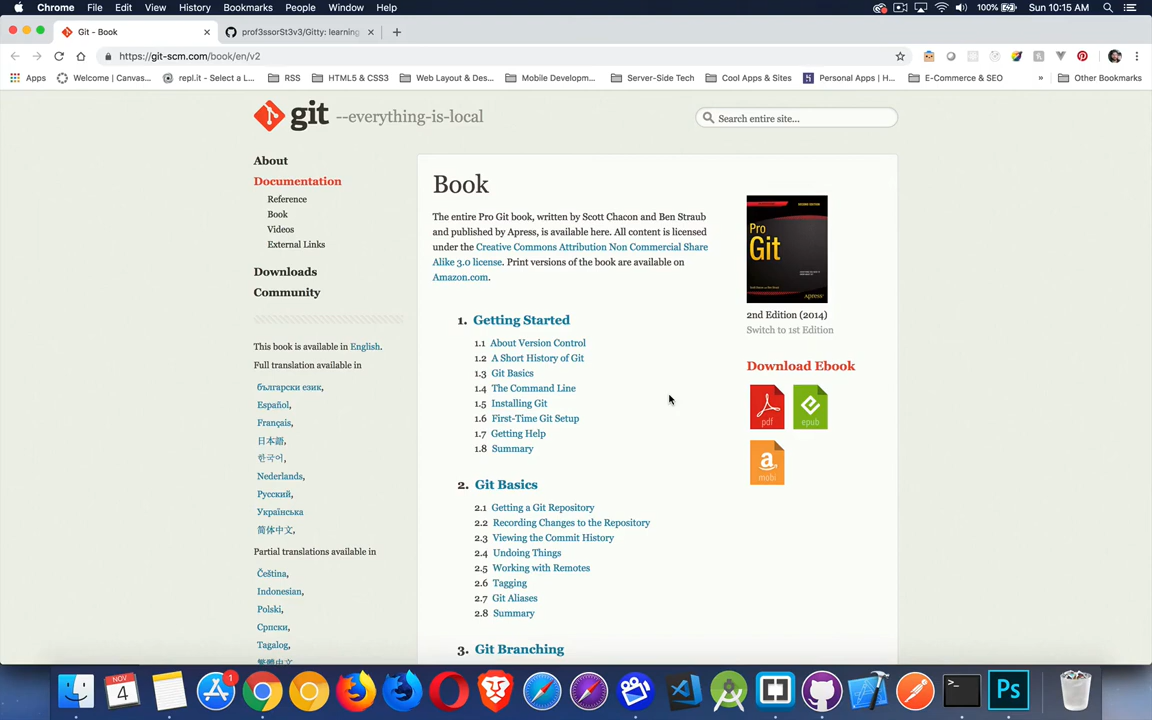 Chrome File Edit View History Bookmarks People Window Help 100% Sun 10:15 AM
Git - Book × prof3ssorSt3v3/Gitty: learning × +
https://git-scm.com/book/en/v2
Apps Welcome | Canvas... repl.it - Select a L... RSS HTML5 & CSS3 Web Layout & Des... Mobile Developm... Server-Side Tech Cool Apps & Sites Personal Apps | H... E-Commerce & SEO » Other Bookmarks
git --everything-is-local
Search entire site...
About
Documentation
Reference
Book
Videos
External Links
Downloads
Community
This book is available in English.
Full translation available in
български език,
Español,
Français,
日本語,
한국어,
Nederlands,
Русский,
Українська
简体中文,
Partial translations available in
Čeština,
Indonesian,
Polski,
Српски,
Tagalog,
繁體中文,
Book
The entire Pro Git book, written by Scott Chacon and Ben Straub
and published by Apress, is available here. All content is licensed
under the Creative Commons Attribution Non Commercial Share
Alike 3.0 license. Print versions of the book are available on
Amazon.com.
1. Getting Started
1.1 About Version Control
1.2 A Short History of Git
1.3 Git Basics
1.4 The Command Line
1.5 Installing Git
1.6 First-Time Git Setup
1.7 Getting Help
1.8 Summary
2. Git Basics
2.1 Getting a Git Repository
2.2 Recording Changes to the Repository
2.3 Viewing the Commit History
2.4 Undoing Things
2.5 Working with Remotes
2.6 Tagging
2.7 Git Aliases
2.8 Summary
3. Git Branching
Pro
Git
Apress
2nd Edition (2014)
Switch to 1st Edition
Download Ebook
pdf
epub
a
mobi
NOV
4
1
>_
Ps